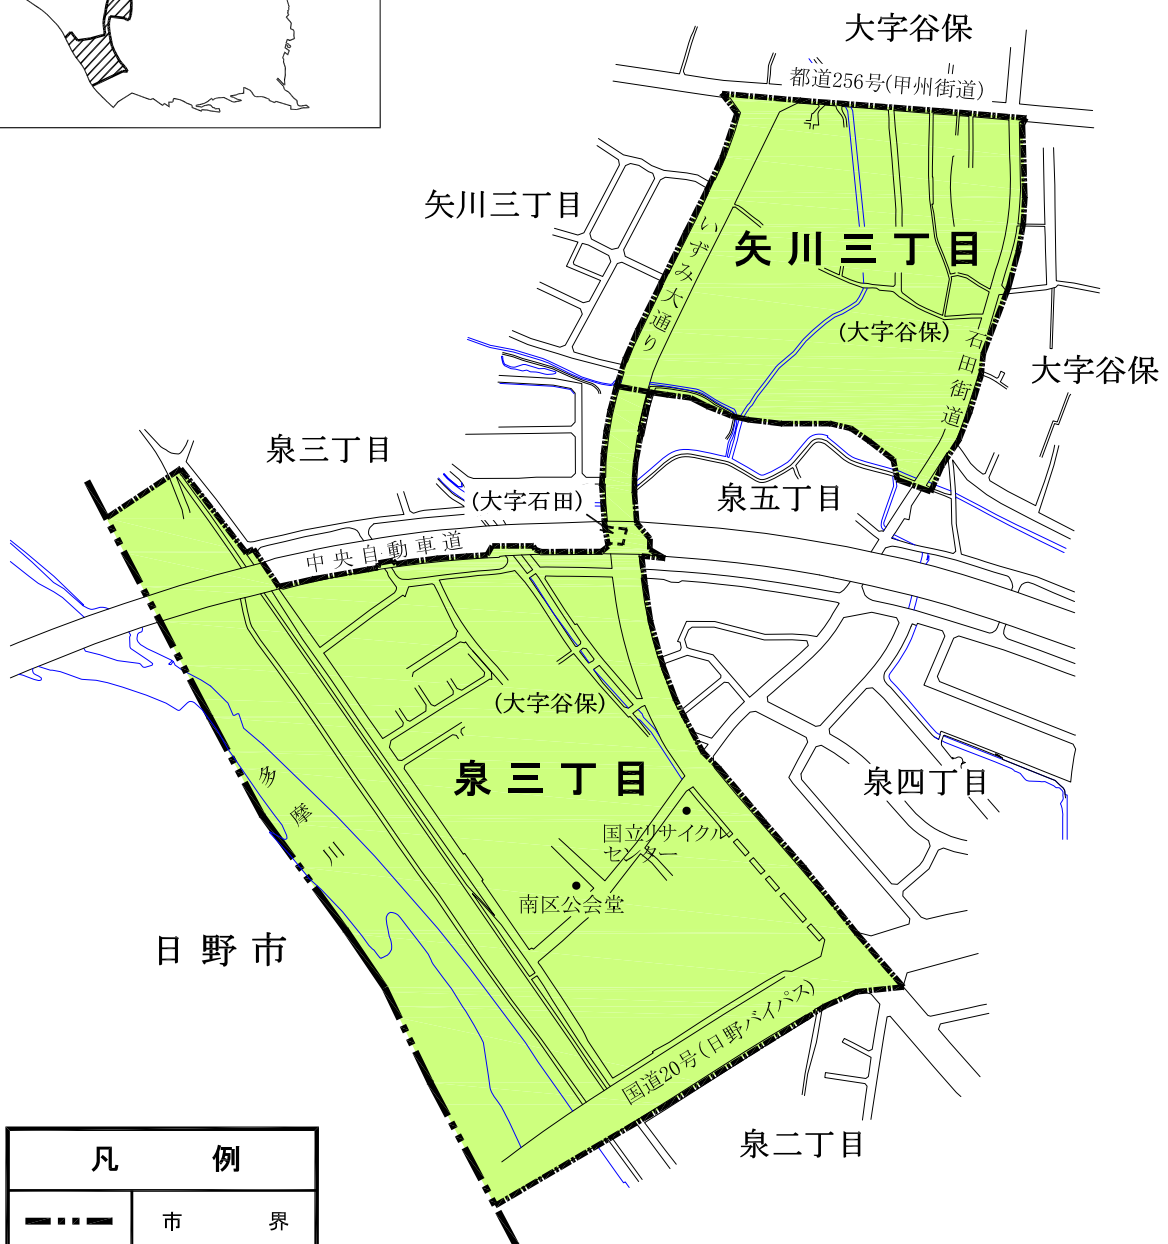 大字谷保
都道256号(甲州街道)
矢川三丁目
矢川三丁目
いずみ大通り
(大字谷保)
石田街道
大字谷保
泉三丁目
(大字石田)
泉五丁目
中央自動車道
(大字谷保)
泉三丁目
泉四丁目
多摩川
国立リサイクル
センター
南区公会堂
日野市
国道20号(日野バイパス)
泉二丁目
凡例
市界